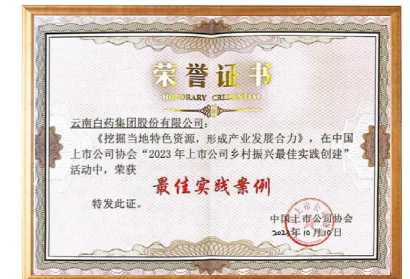 荣誉证书
HONORARY CREDENTIAL
云南白药集团股份有限公司：
《挖掘当地特色资源，形成产业发展合力》，在中国
上市公司协会“2023 年上市公司乡村振兴最佳实践创建”
活动中，荣获
最佳实践案例
特发此证。
中国上市公司协会
2023年10月10日